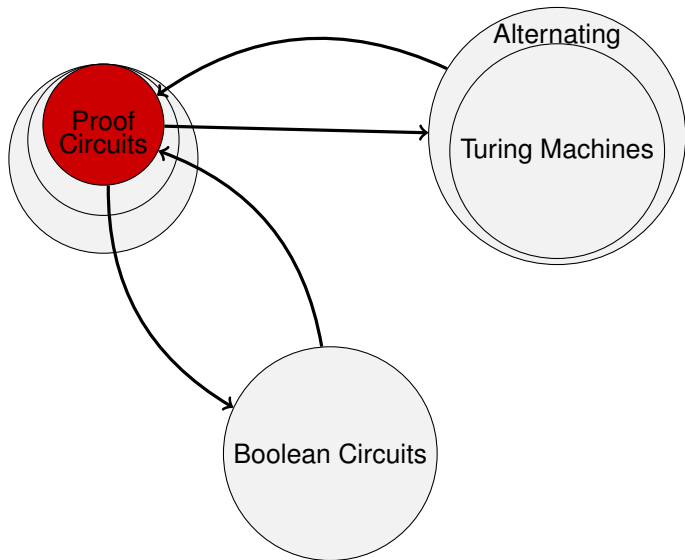 Alternating
Proof
Circuits
Turing Machines
Boolean Circuits